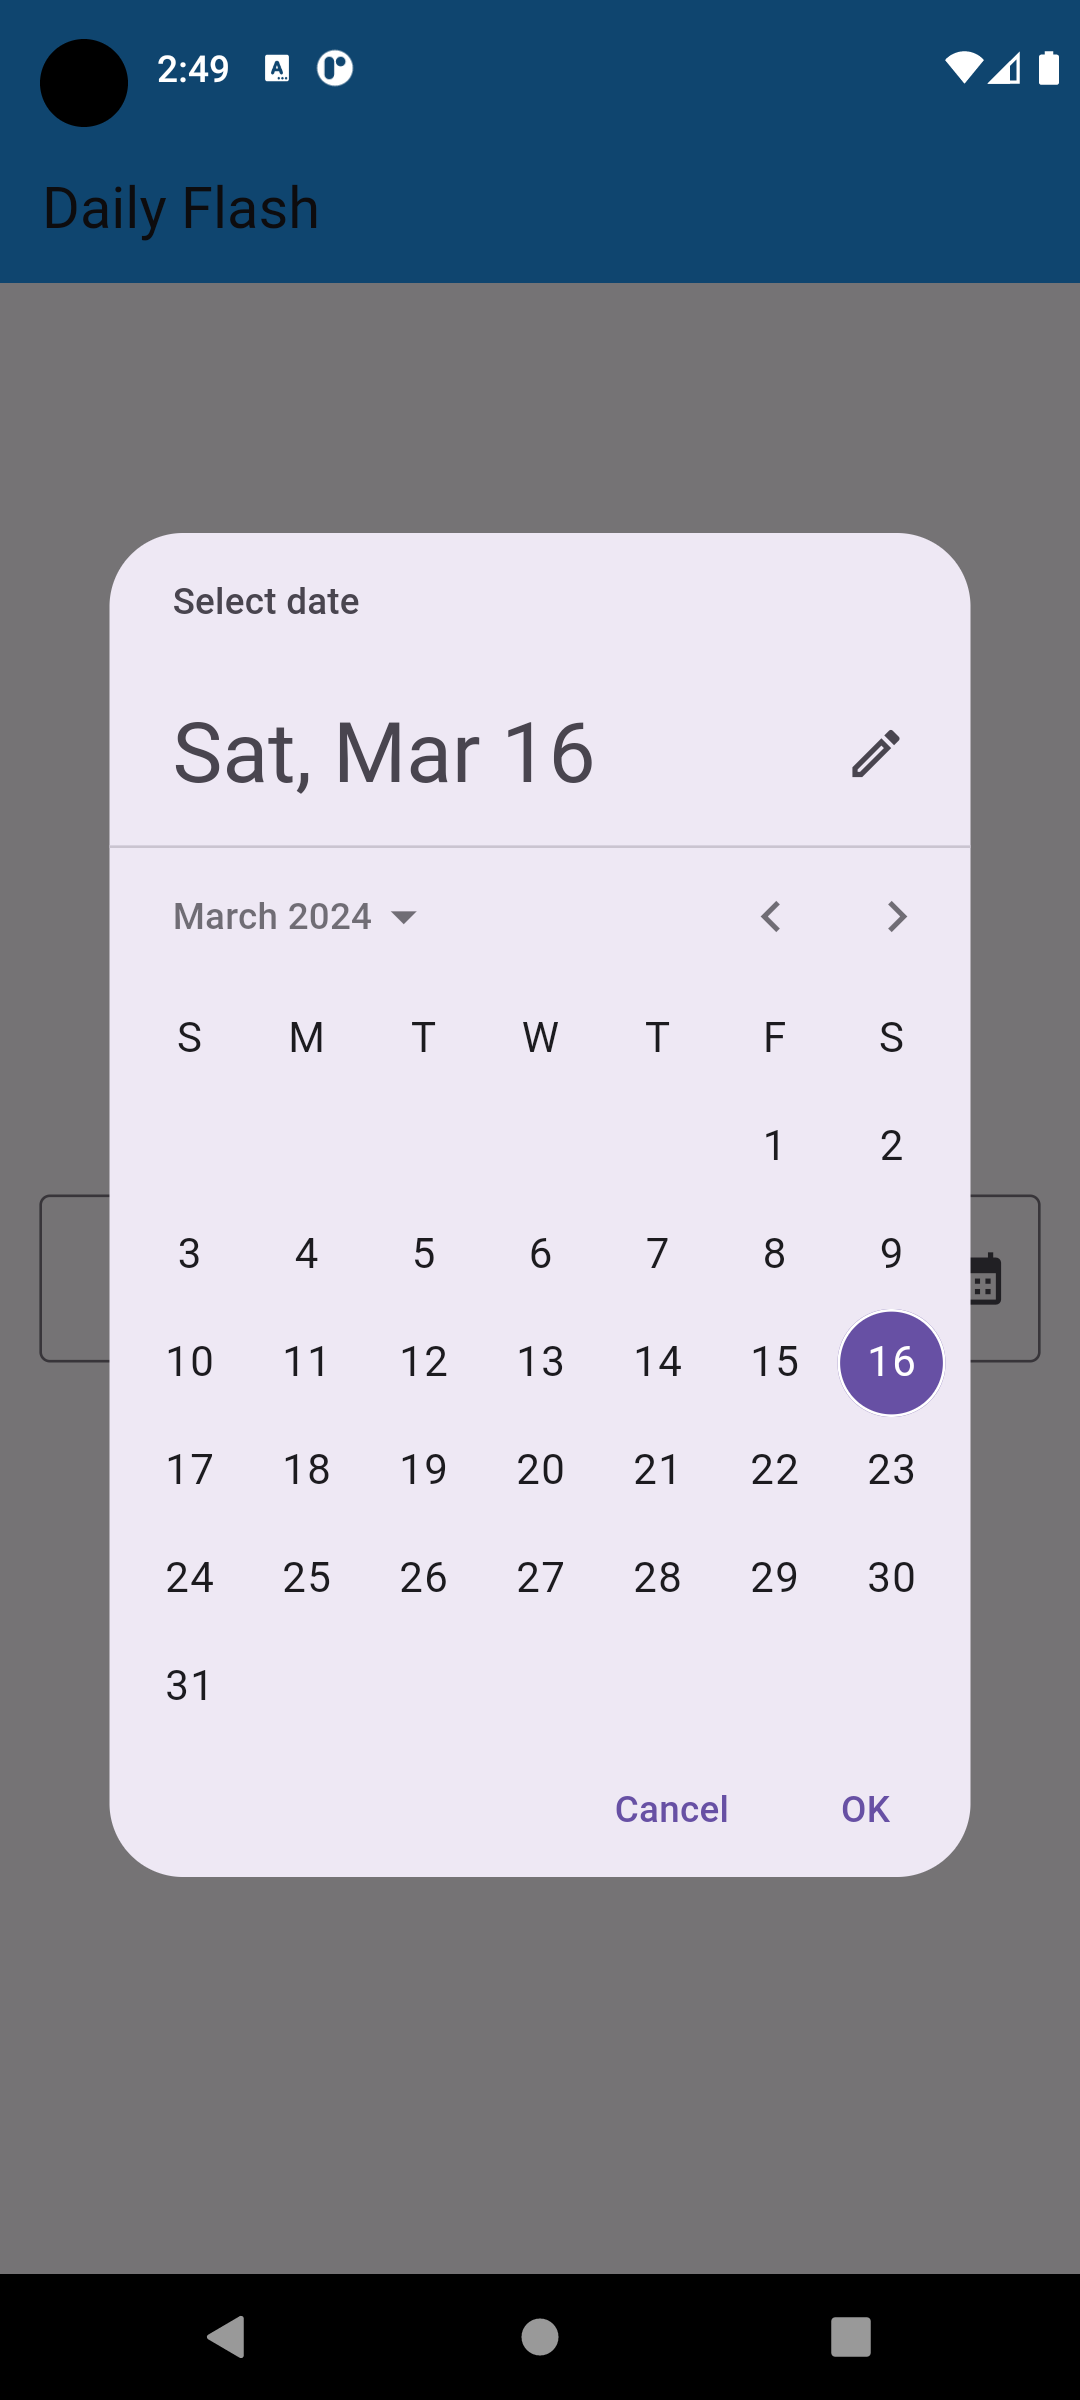 2:49
Daily Flash
Select date
Sat, Mar 16
March 2024
S M T W T F S
1 2
3 4 5 6 7 8 9
10 11 12 13 14 15 16
17 18 19 20 21 22 23
24 25 26 27 28 29 30
31
Cancel OK